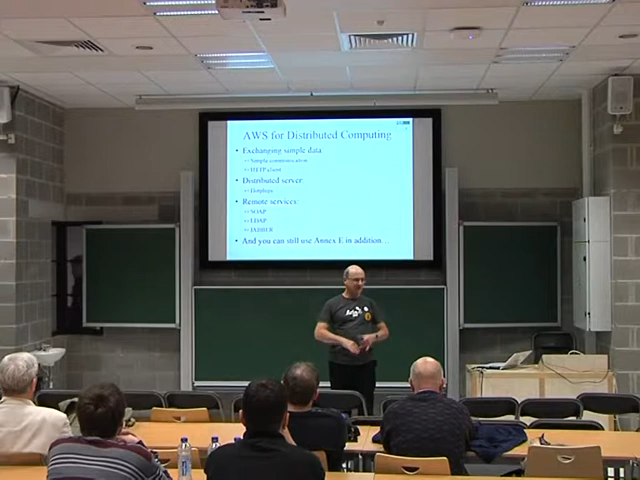 AWS for Distributed Computing
• Exchanging simple data:
– Simple communication
– HTTP client
• Distributed server:
– Hotplugs
• Remote services:
– SOAP
– LDAP
– JABBER
• And you can still use Annex E in addition…